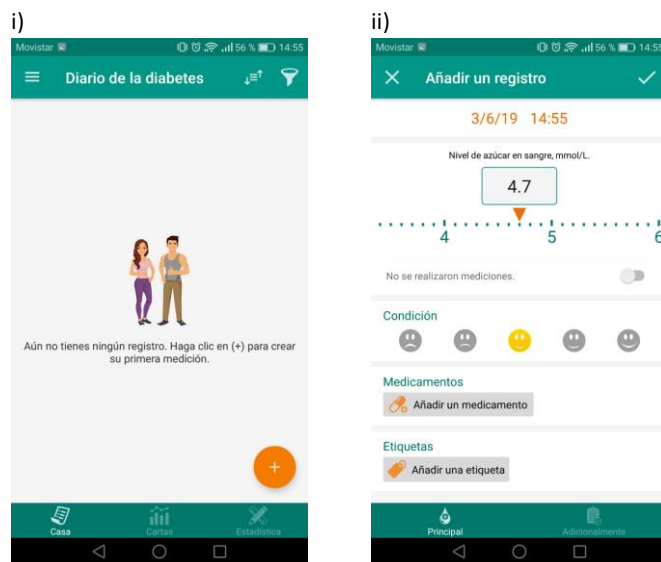 i)
Movistar 56 % 14:55
Diario de la diabetes
Aún no tienes ningún registro. Haga clic en (+) para crear
su primera medición.
+
Casa Cartas Estadística
ii)
Movistar 56 % 14:55
Añadir un registro
3/6/19 14:55
Nivel de azúcar en sangre, mmol/L.
4.7
4 5 6
No se realizaron mediciones.
Condición
Medicamentos
Añadir un medicamento
Etiquetas
Añadir una etiqueta
Principal Adicionalmente